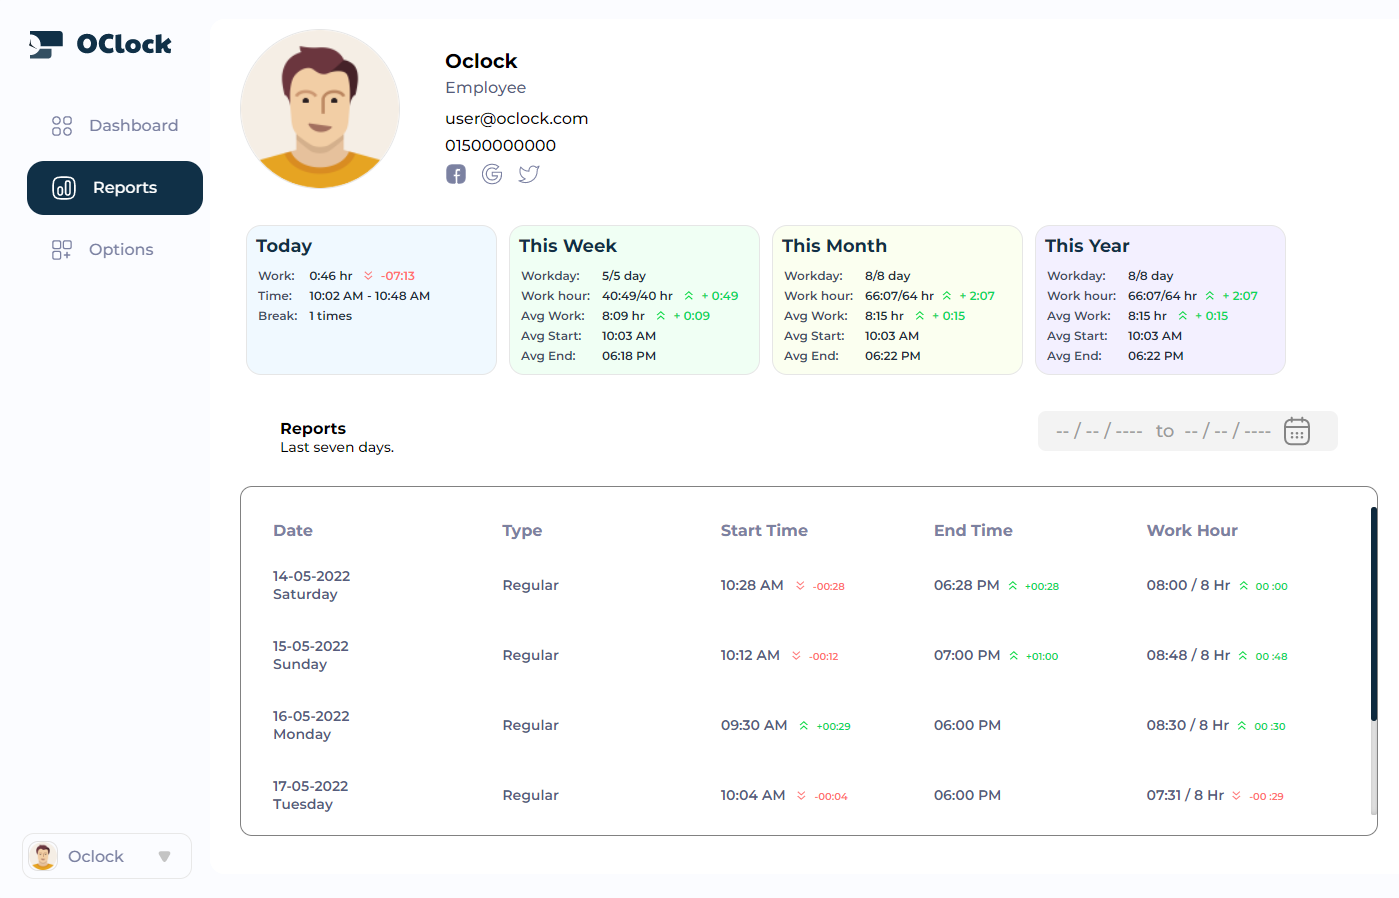 OClock
Dashboard
Reports
Options
Oclock
Oclock
Employee
user@oclock.com
01500000000
Today
Work: 0:46 hr -07:13
Time: 10:02 AM - 10:48 AM
Break: 1 times
This Week
Workday: 5/5 day
Work hour: 40:49/40 hr + 0:49
Avg Work: 8:09 hr + 0:09
Avg Start: 10:03 AM
Avg End: 06:18 PM
This Month
Workday: 8/8 day
Work hour: 66:07/64 hr + 2:07
Avg Work: 8:15 hr + 0:15
Avg Start: 10:03 AM
Avg End: 06:22 PM
This Year
Workday: 8/8 day
Work hour: 66:07/64 hr + 2:07
Avg Work: 8:15 hr + 0:15
Avg Start: 10:03 AM
Avg End: 06:22 PM
Reports
Last seven days.
-- / -- / ---- to -- / -- / ----
Date Type Start Time End Time Work Hour
14-05-2022
Saturday
Regular 10:28 AM -00:28 06:28 PM +00:28 08:00 / 8 Hr 00 :00
15-05-2022
Sunday
Regular 10:12 AM -00:12 07:00 PM +01:00 08:48 / 8 Hr 00 :48
16-05-2022
Monday
Regular 09:30 AM +00:29 06:00 PM 08:30 / 8 Hr 00 :30
17-05-2022
Tuesday
Regular 10:04 AM -00:04 06:00 PM 07:31 / 8 Hr -00 :29